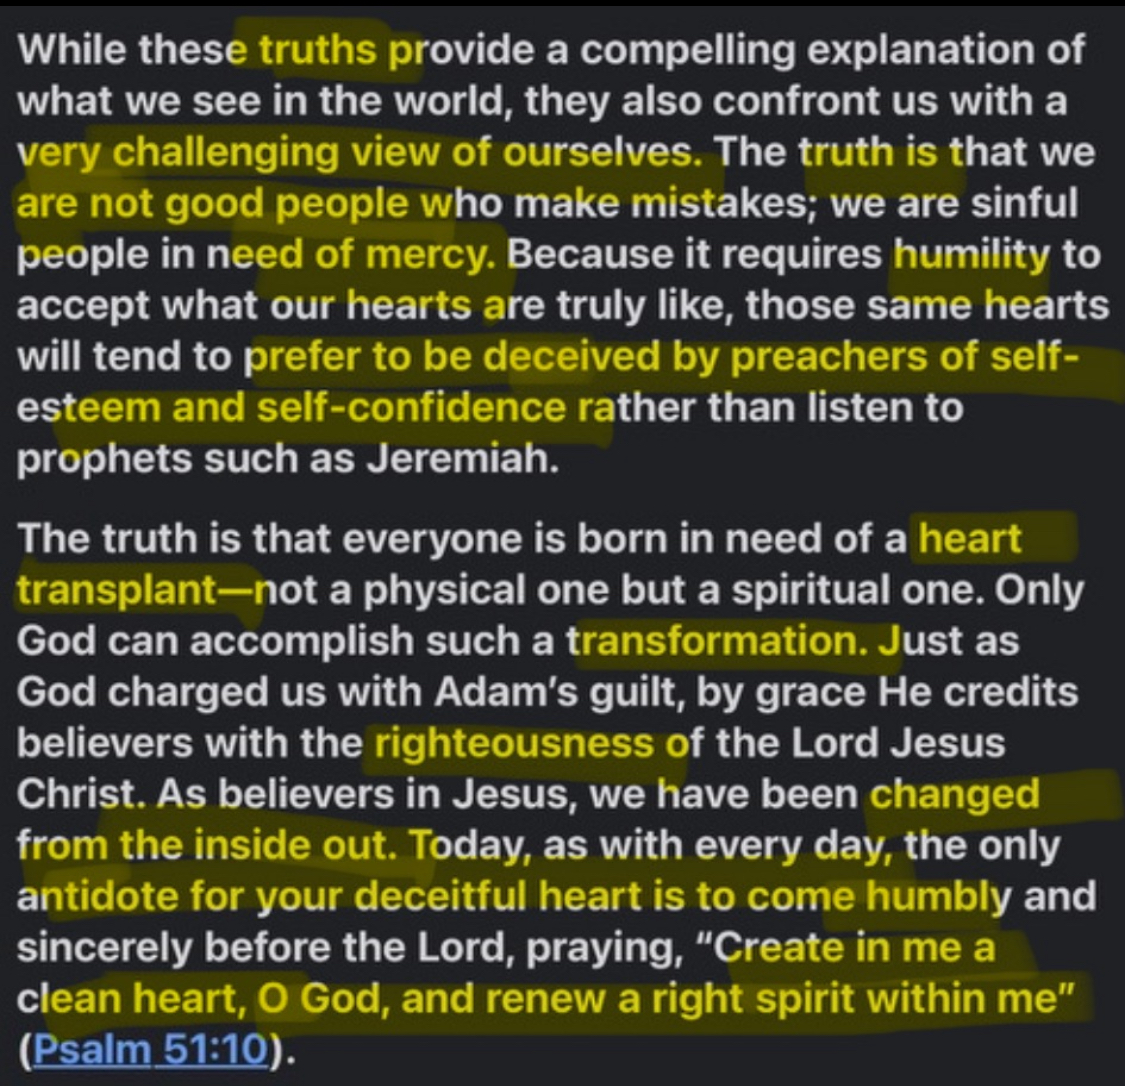 While these truths provide a compelling explanation of
what we see in the world, they also confront us with a
very challenging view of ourselves. The truth is that we
are not good people who make mistakes; we are sinful
people in need of mercy. Because it requires humility to
accept what our hearts are truly like, those same hearts
will tend to prefer to be deceived by preachers of self-
esteem and self-confidence rather than listen to
prophets such as Jeremiah.
The truth is that everyone is born in need of a heart
transplant—not a physical one but a spiritual one. Only
God can accomplish such a transformation. Just as
God charged us with Adam’s guilt, by grace He credits
believers with the righteousness of the Lord Jesus
Christ. As believers in Jesus, we have been changed
from the inside out. Today, as with every day, the only
antidote for your deceitful heart is to come humbly and
sincerely before the Lord, praying, “Create in me a
clean heart, O God, and renew a right spirit within me”
(Psalm 51:10).